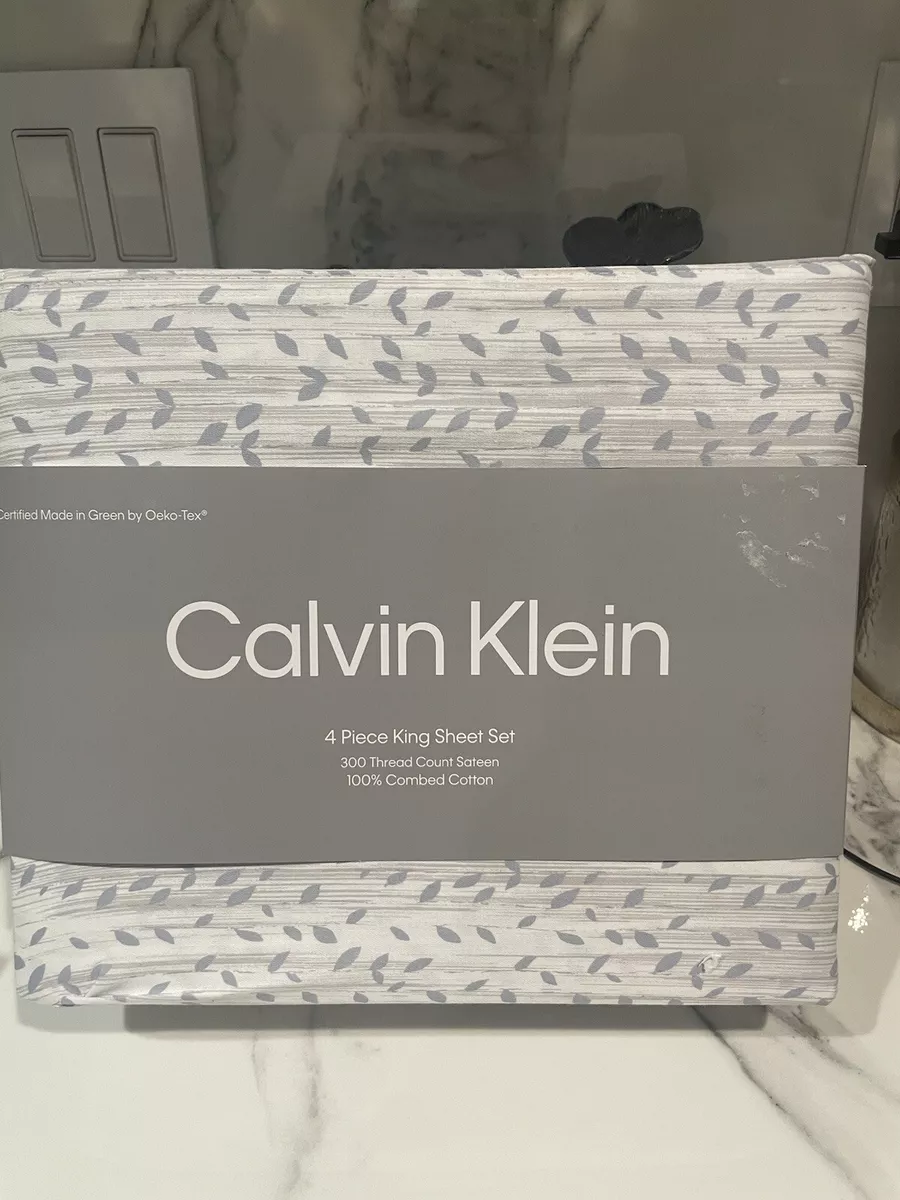 Certified Made in Green by Oeko-Tex®
Calvin Klein
4 Piece King Sheet Set
300 Thread Count Sateen
100% Combed Cotton